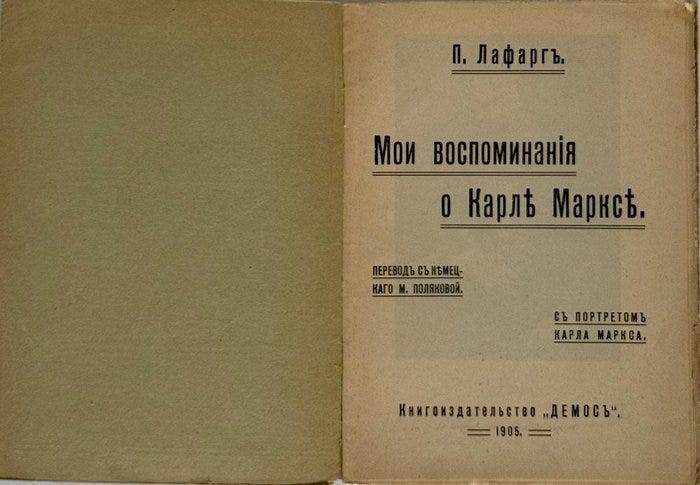 П. Лафаргъ.
Мои воспоминанія
о Карлѣ Марксѣ.
ПЕРЕВОДЪ СЪ НѢМЕЦ-
КАГО М. ПОЛЯКОВОЙ.
СЪ ПОРТРЕТОМЪ
КАРЛА МАРКСА.
Книгоиздательство „ДЕМОСЪ“.
1905.